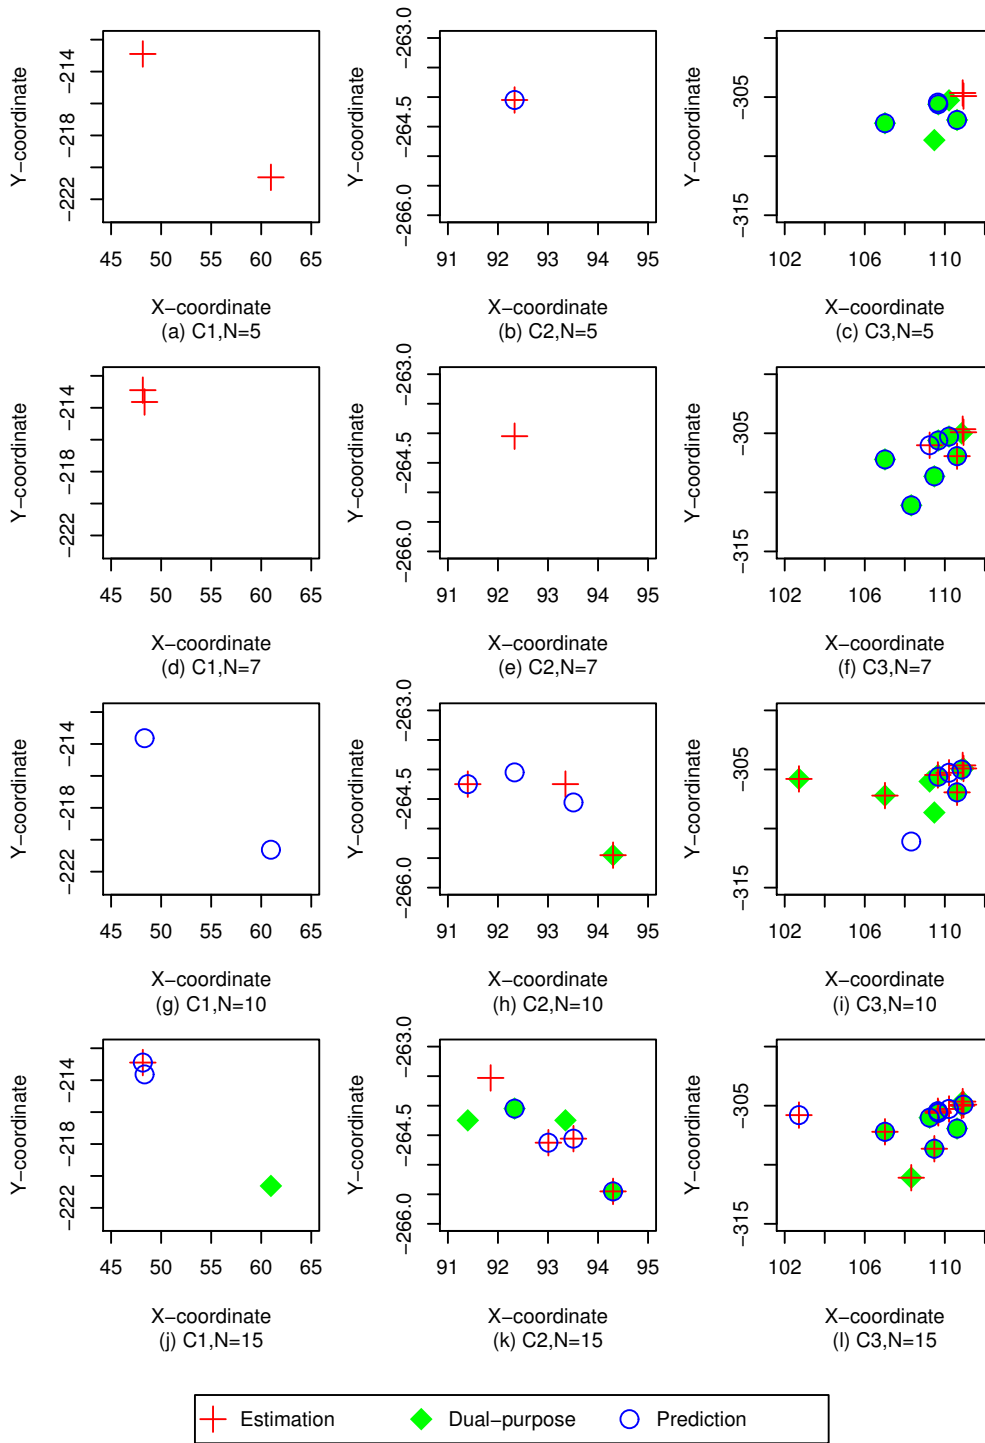 Y−coordinate
−214
−218
−222
45 50 55 60 65
X−coordinate
(a) C1,N=5
Y−coordinate
−263.0
−264.5
−266.0
91 92 93 94 95
X−coordinate
(b) C2,N=5
Y−coordinate
−305
−315
102 106 110
X−coordinate
(c) C3,N=5
Y−coordinate
−214
−218
−222
45 50 55 60 65
X−coordinate
(d) C1,N=7
Y−coordinate
−263.0
−264.5
−266.0
91 92 93 94 95
X−coordinate
(e) C2,N=7
Y−coordinate
−305
−315
102 106 110
X−coordinate
(f) C3,N=7
Y−coordinate
−214
−218
−222
45 50 55 60 65
X−coordinate
(g) C1,N=10
Y−coordinate
−263.0
−264.5
−266.0
91 92 93 94 95
X−coordinate
(h) C2,N=10
Y−coordinate
−305
−315
102 106 110
X−coordinate
(i) C3,N=10
Y−coordinate
−214
−218
−222
45 50 55 60 65
X−coordinate
(j) C1,N=15
Y−coordinate
−263.0
−264.5
−266.0
91 92 93 94 95
X−coordinate
(k) C2,N=15
Y−coordinate
−305
−315
102 106 110
X−coordinate
(l) C3,N=15
Estimation Dual−purpose Prediction